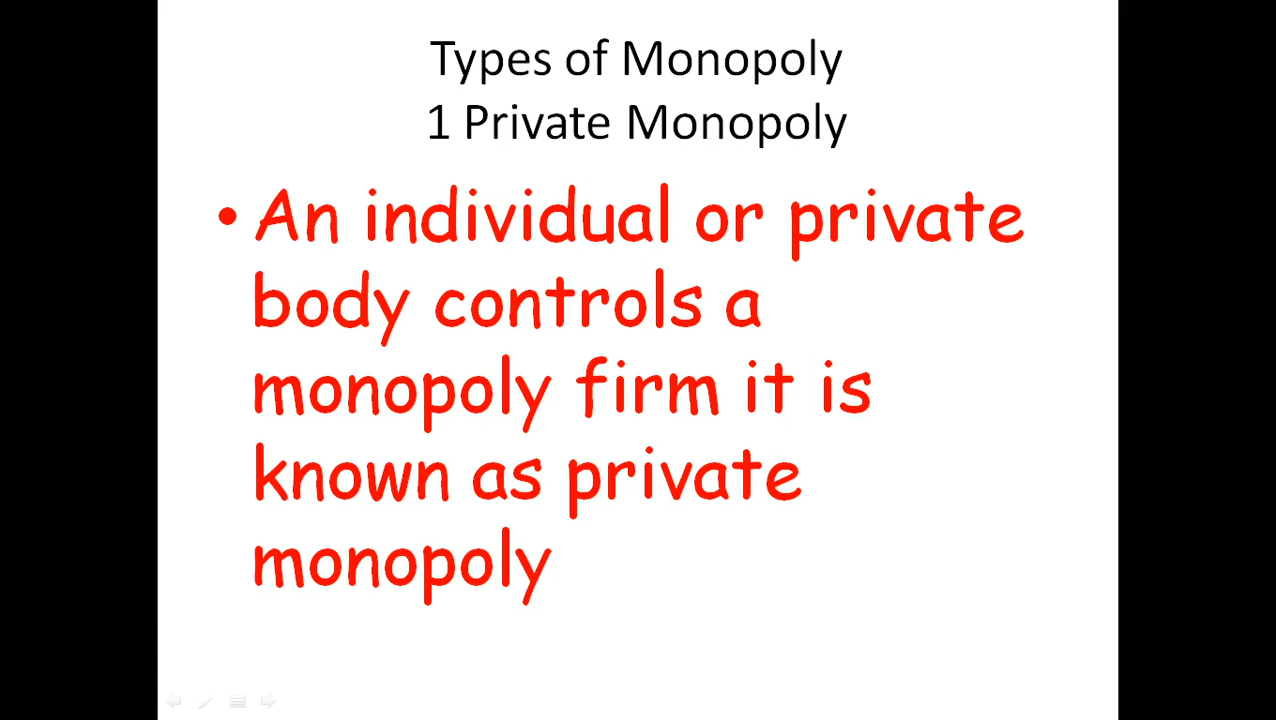 Types of Monopoly
1 Private Monopoly
• An individual or private
body controls a
monopoly firm it is
known as private
monopoly